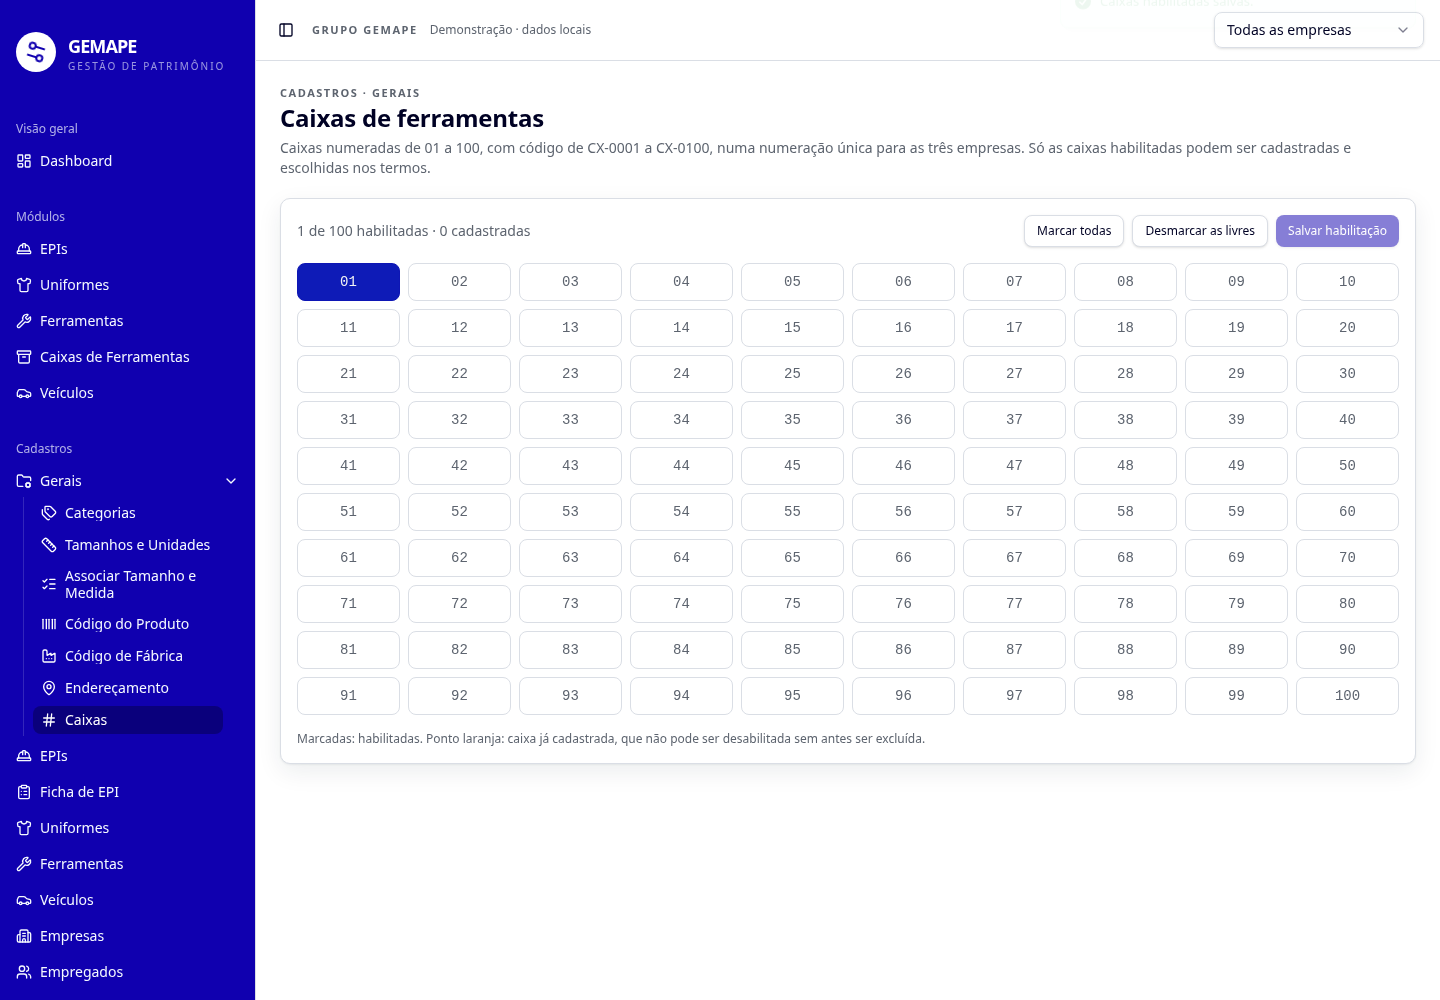 GEMAPE
GESTÃO DE PATRIMÔNIO
Visão geral
Dashboard
Módulos
EPIs
Uniformes
Ferramentas
Caixas de Ferramentas
Veículos
Cadastros
Gerais
Categorias
Tamanhos e Unidades
Associar Tamanho e
Medida
Código do Produto
Código de Fábrica
Endereçamento
Caixas
EPIs
Ficha de EPI
Uniformes
Ferramentas
Veículos
Empresas
Empregados
GRUPO GEMAPE Demonstração · dados locais
Caixas habilitadas salvas.
Todas as empresas
CADASTROS · GERAIS
Caixas de ferramentas
Caixas numeradas de 01 a 100, com código de CX-0001 a CX-0100, numa numeração única para as três empresas. Só as caixas habilitadas podem ser cadastradas e
escolhidas nos termos.
1 de 100 habilitadas · 0 cadastradas Marcar todas Desmarcar as livres Salvar habilitação
01 02 03 04 05 06 07 08 09 10
11 12 13 14 15 16 17 18 19 20
21 22 23 24 25 26 27 28 29 30
31 32 33 34 35 36 37 38 39 40
41 42 43 44 45 46 47 48 49 50
51 52 53 54 55 56 57 58 59 60
61 62 63 64 65 66 67 68 69 70
71 72 73 74 75 76 77 78 79 80
81 82 83 84 85 86 87 88 89 90
91 92 93 94 95 96 97 98 99 100
Marcadas: habilitadas. Ponto laranja: caixa já cadastrada, que não pode ser desabilitada sem antes ser excluída.